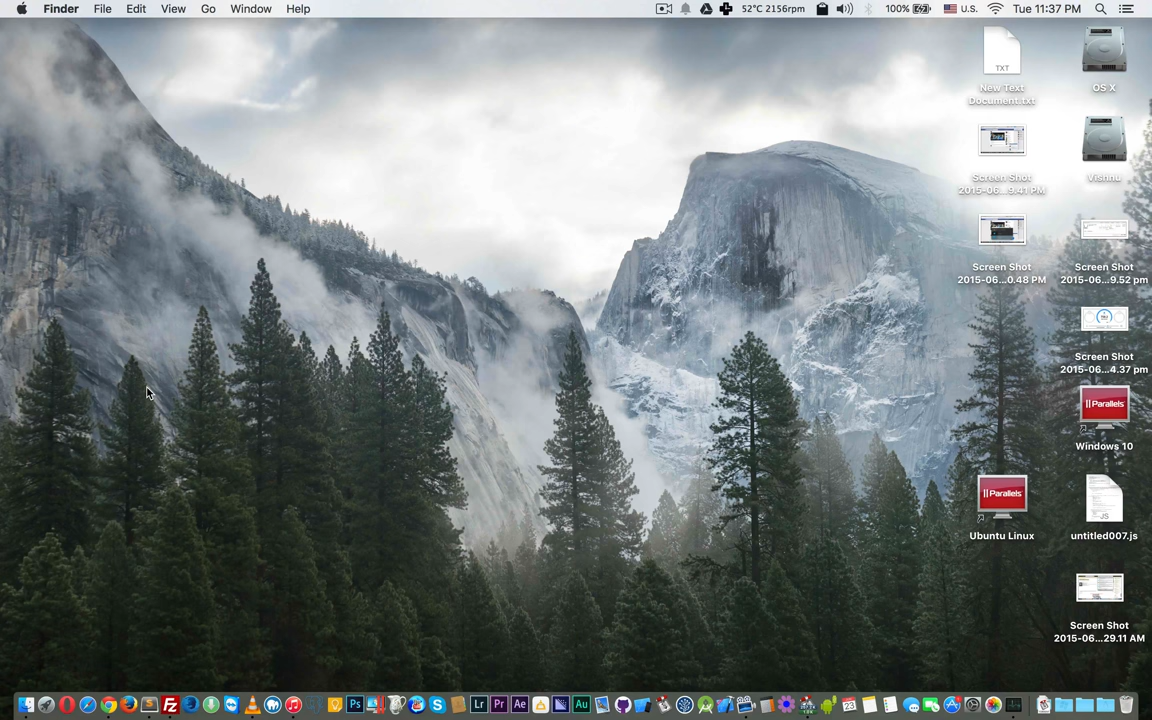 Finder File Edit View Go Window Help
52°C 2156rpm 100% U.S. Tue 11:37 PM
TXT
New Text
Document.txt
OS X
Screen Shot
2015-06...9.41 PM
Vishnu
Screen Shot
2015-06...0.48 PM
Screen Shot
2015-06...9.52 pm
Screen Shot
2015-06...4.37 pm
Parallels
Windows 10
Parallels
Ubuntu Linux
JS
untitled007.js
Screen Shot
2015-06...29.11 AM
Fz Ps Lr Pr Ae Au 23